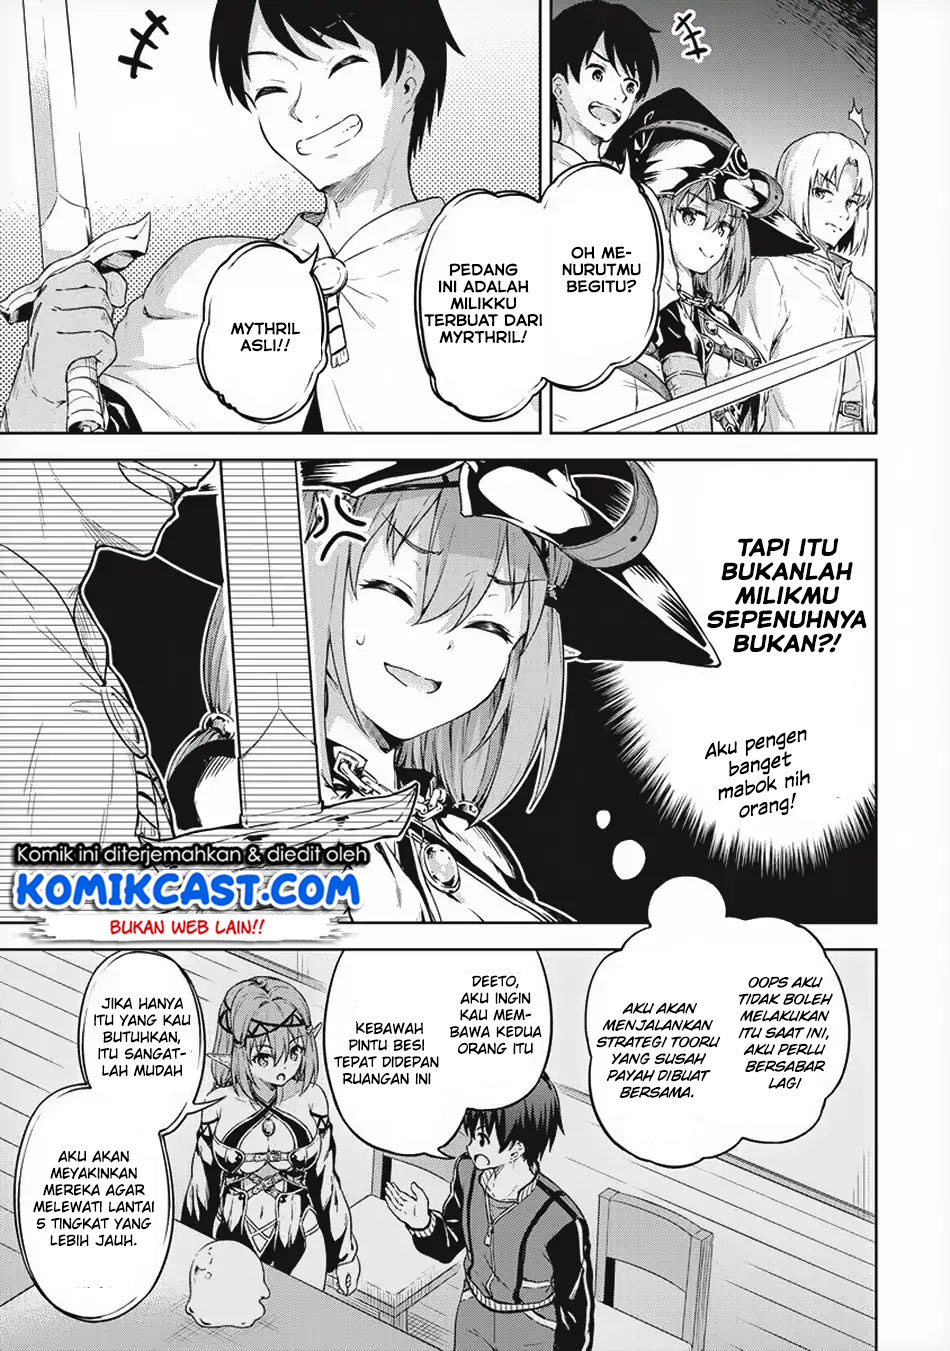 OH ME-
NURUTMU
BEGITU?
PEDANG
INI ADALAH
MILIKKU
TERBUAT DARI
MYRTHRIL!
MYTHRIL
ASLI!!
TAPI ITU
BUKANLAH
MILIKMU
SEPENUHNYA
BUKAN?!
Aku pengen
banget
mabok nih
orang!
Komik ini diterjemahkan & diedit oleh
KOMIKCAST.COM
BUKAN WEB LAIN!!
OOPS AKU
TIDAK BOLEH
MELAKUKAN
ITU SAAT INI,
AKU PERLU
BERSABAR
LAGI
AKU AKAN
MENJALANKAN
STRATEGI TOORU
YANG SUSAH
PAYAH DIBUAT
BERSAMA.
DEETO,
AKU INGIN
KAU MEM-
BAWA KEDUA
ORANG ITU
KEBAWAH
PINTU BESI
TEPAT DIDEPAN
RUANGAN INI
JIKA HANYA
ITU YANG KAU
BUTUHKAN,
ITU SANGAT-
LAH MUDAH
AKU AKAN
MEYAKINKAN
MEREKA AGAR
MELEWATI LANTAI
5 TINGKAT YANG
LEBIH JAUH.